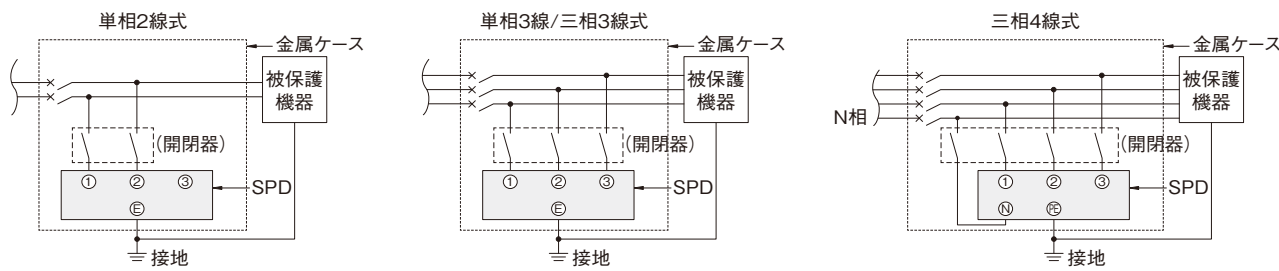 単相2線式
金属ケース
被保護
機器
(開閉器)
① ② ③
SPD
Ⓔ
接地
単相3線/三相3線式
金属ケース
被保護
機器
(開閉器)
① ② ③
SPD
Ⓔ
接地
三相4線式
金属ケース
被保護
機器
N相
(開閉器)
① ② ③
SPD
Ⓝ PE
接地